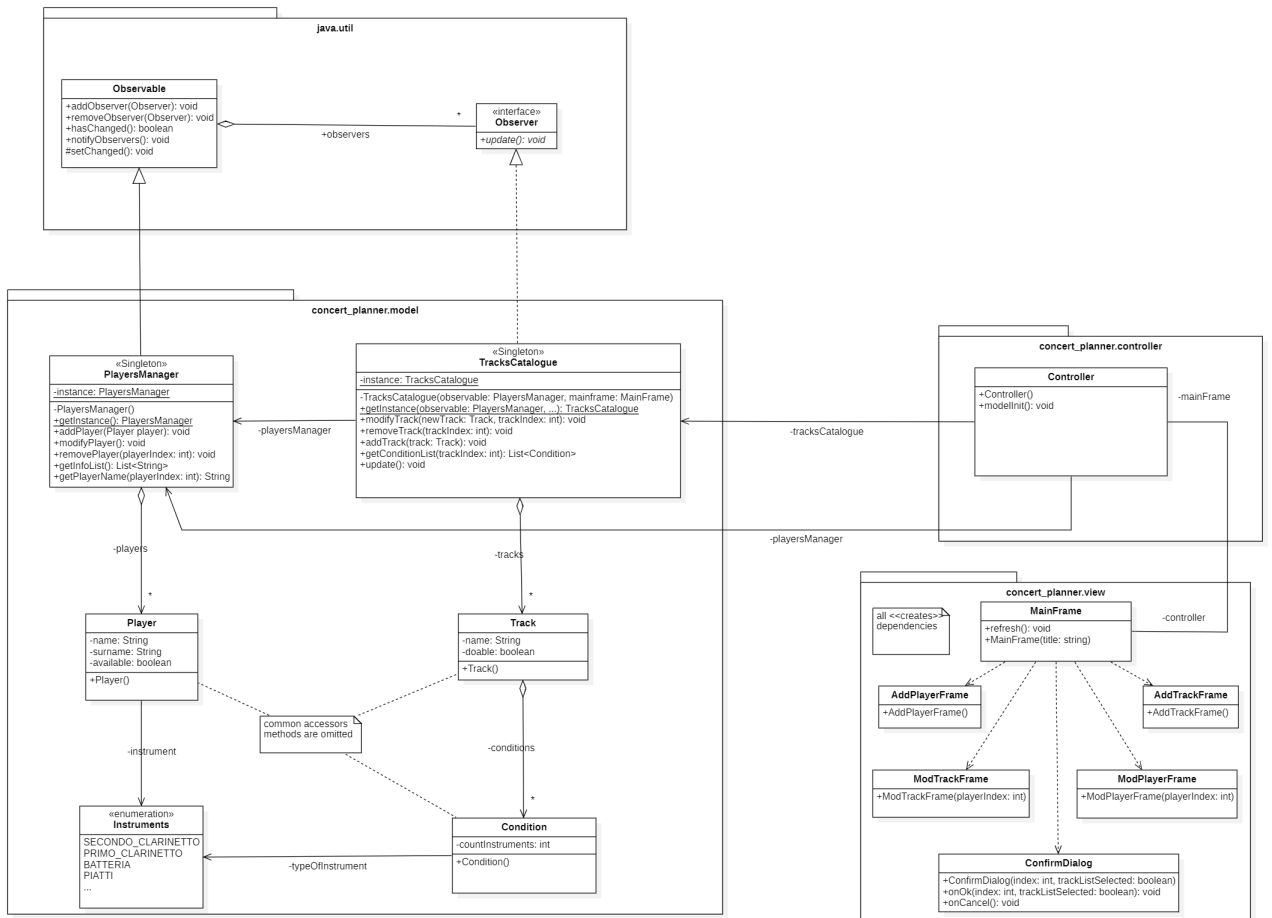 java.util
Observable
+addObserver(Observer): void
+removeObserver(Observer): void
+hasChanged(): boolean
+notifyObservers(): void
#setChanged(): void
*
+observers
«interface»
Observer
+update(): void
concert_planner.model
«Singleton»
PlayersManager
-instance: PlayersManager
-PlayersManager()
+getInstance(): PlayersManager
+addPlayer(Player player): void
+modifyPlayer(): void
+removePlayer(playerIndex: int): void
+getInfoList(): List<String>
+getPlayerName(playerIndex: int): String
-playersManager
«Singleton»
TracksCatalogue
-instance: TracksCatalogue
-TracksCatalogue(observable: PlayersManager, mainframe: MainFrame)
+getInstance(observable: PlayersManager, ...): TracksCatalogue
+modifyTrack(newTrack: Track, trackIndex: int): void
+removeTrack(trackIndex: int): void
+addTrack(track: Track): void
+getConditionList(trackIndex: int): List<Condition>
+update(): void
-tracksCatalogue
concert_planner.controller
Controller
+Controller()
+modelInit(): void
-mainFrame
-playersManager
-players
*
-tracks
*
Player
-name: String
-surname: String
-available: boolean
+Player()
Track
-name: String
-doable: boolean
+Track()
common accessors
methods are omitted
-instrument
-conditions
*
«enumeration»
Instruments
SECONDO_CLARINETTO
PRIMO_CLARINETTO
BATTERIA
PIATTI
...
-typeOfInstrument
Condition
-countInstruments: int
+Condition()
concert_planner.view
all <<creates>>
dependencies
MainFrame
+refresh(): void
+MainFrame(title: string)
-controller
AddPlayerFrame
+AddPlayerFrame()
AddTrackFrame
+AddTrackFrame()
ModTrackFrame
+ModTrackFrame(playerIndex: int)
ModPlayerFrame
+ModPlayerFrame(playerIndex: int)
ConfirmDialog
+ConfirmDialog(index: int, trackListSelected: boolean)
+onOk(index: int, trackListSelected: boolean): void
+onCancel(): void